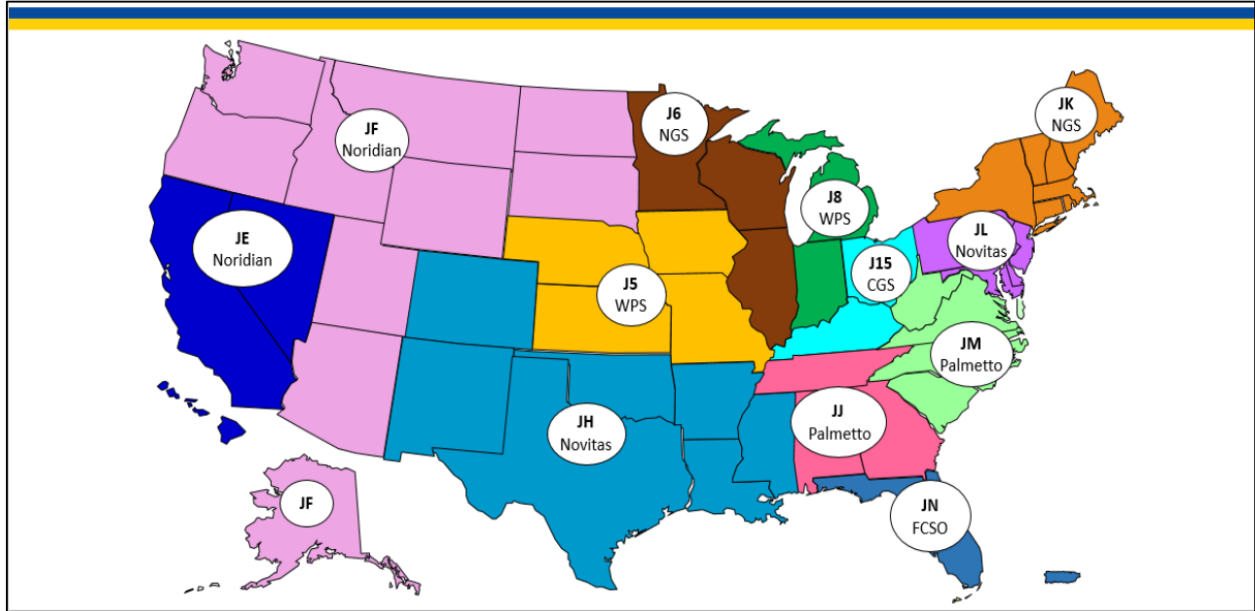 JF
Noridian
J6
NGS
JK
NGS
J8
WPS
JE
Noridian
JL
Novitas
J15
CGS
J5
WPS
JM
Palmetto
JH
Novitas
JJ
Palmetto
JF
JN
FCSO